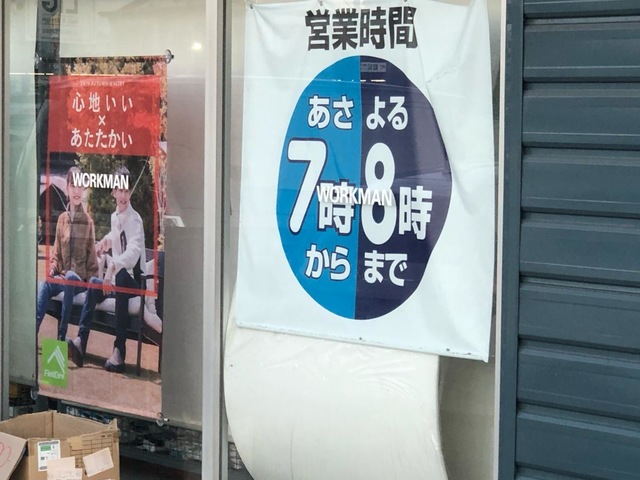 心地いい
×
あたたかい
WORKMAN
営業時間
あさ よる
7時 8時
WORKMAN
から まで